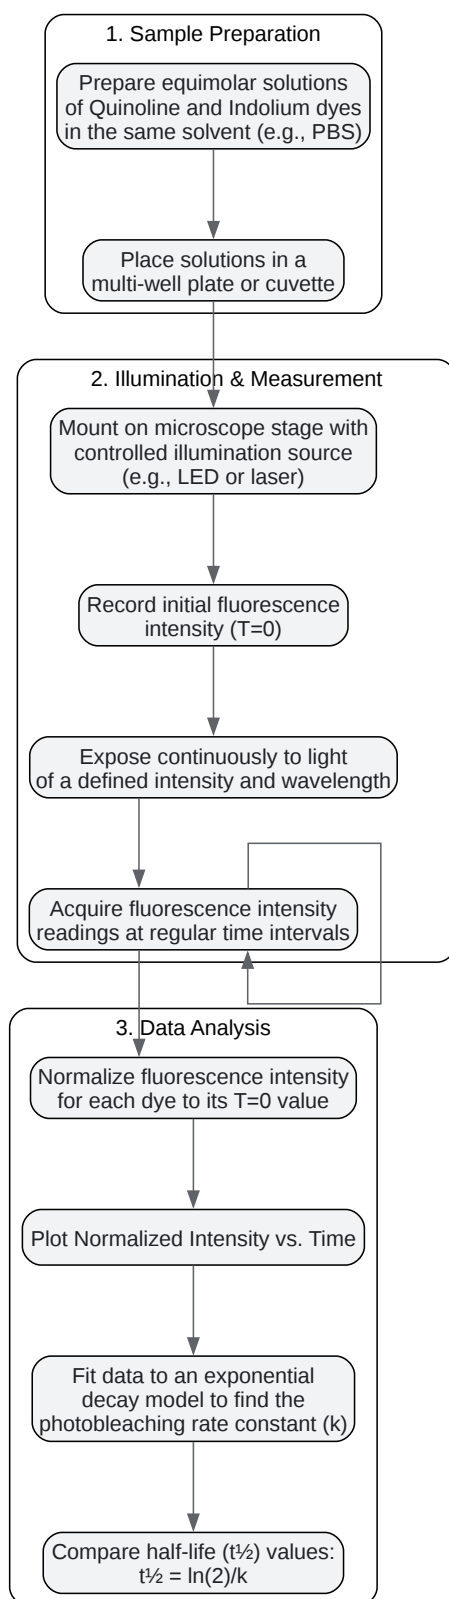 1. Sample Preparation
Prepare equimolar solutions
of Quinoline and Indolium dyes
in the same solvent (e.g., PBS)
Place solutions in a
multi-well plate or cuvette
2. Illumination & Measurement
Mount on microscope stage with
controlled illumination source
(e.g., LED or laser)
Record initial fluorescence
intensity (T=0)
Expose continuously to light
of a defined intensity and wavelength
Acquire fluorescence intensity
readings at regular time intervals
3. Data Analysis
Normalize fluorescence intensity
for each dye to its T=0 value
Plot Normalized Intensity vs. Time
Fit data to an exponential
decay model to find the
photobleaching rate constant (k)
Compare half-life (t½) values:
t½ = ln(2)/k